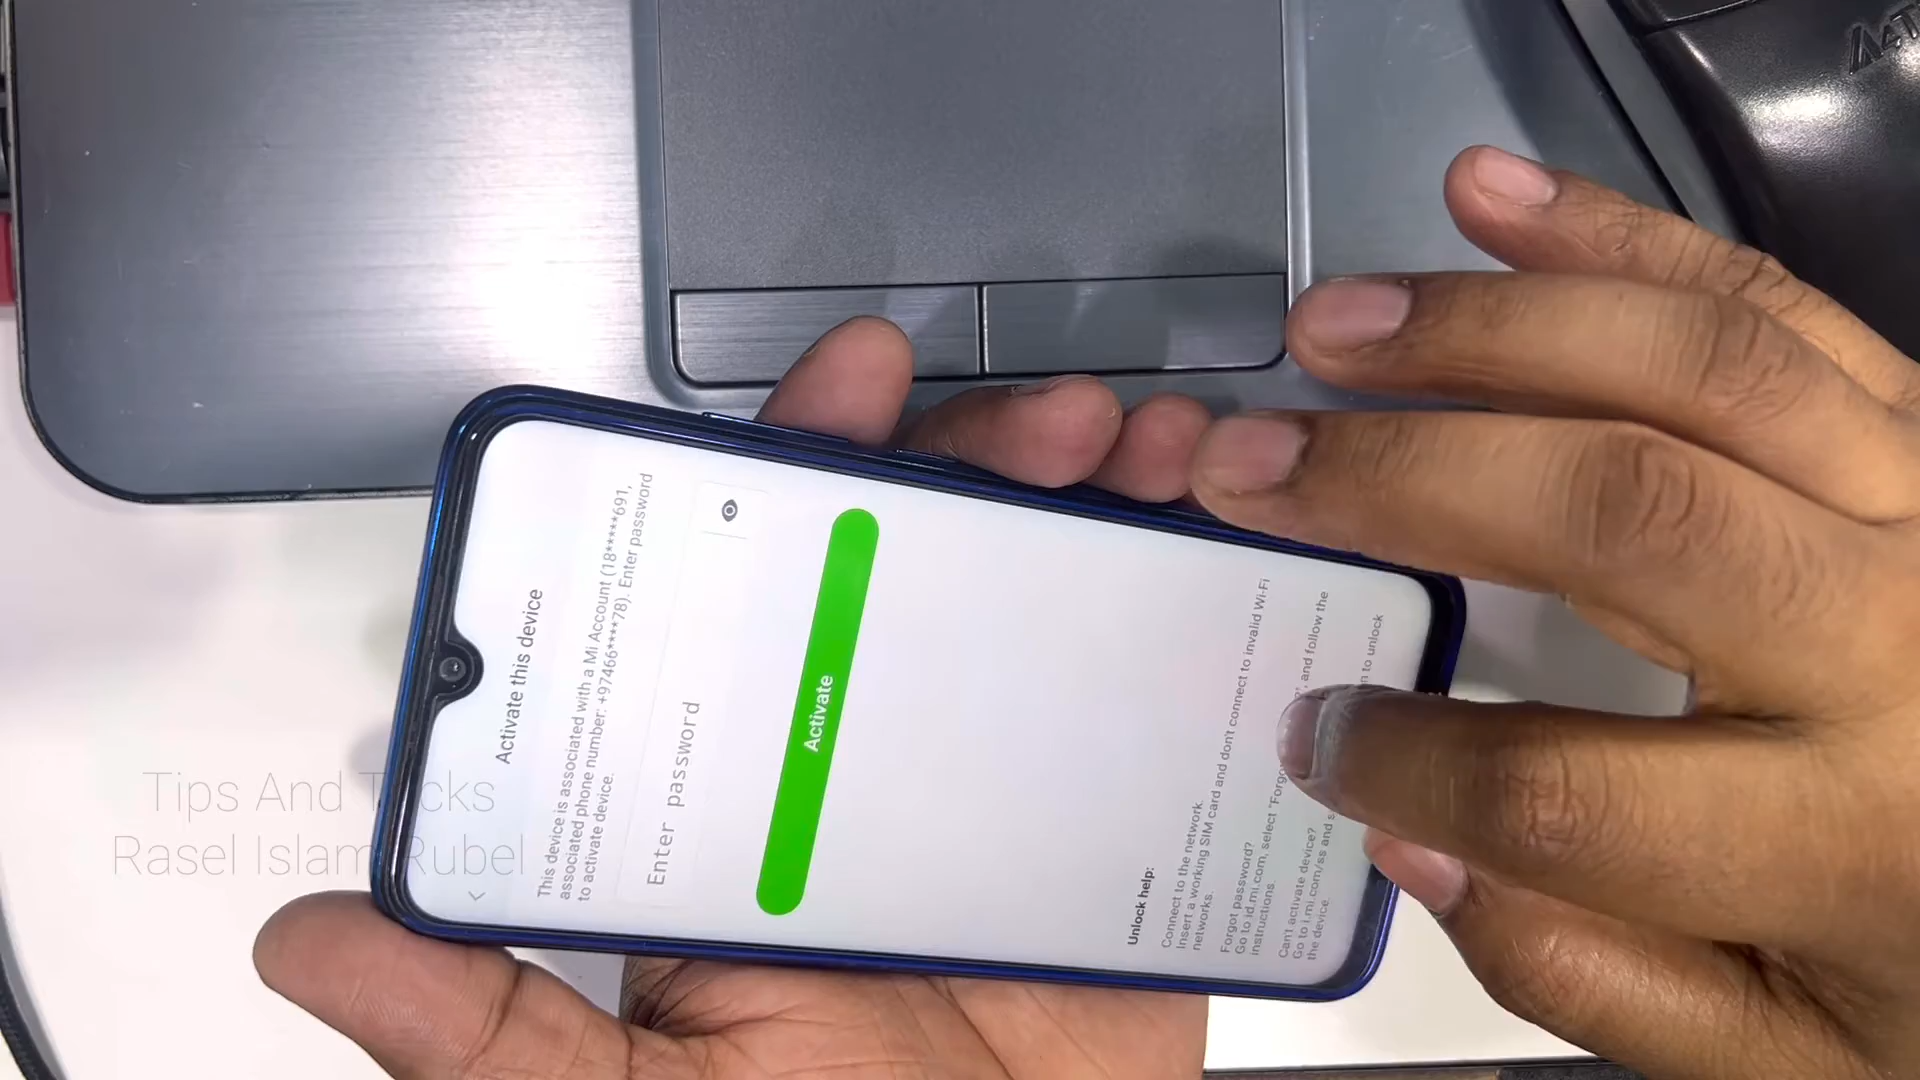 Activate this device
This device is associated with a Mi Account (18*****691,
associated phone number: +97466****78). Enter password
to activate device.
Enter password
Activate
Unlock help:
Connect to the network.
Insert a working SIM card and don't connect to invalid Wi-Fi
networks.
Forgot password?
Go to id.mi.com, select "Forgo and follow the
instructions.
Can't activate device?
Go to i.mi.com/ss and s to unlock
the device.
Tips And Tricks
Rasel Islam Rubel